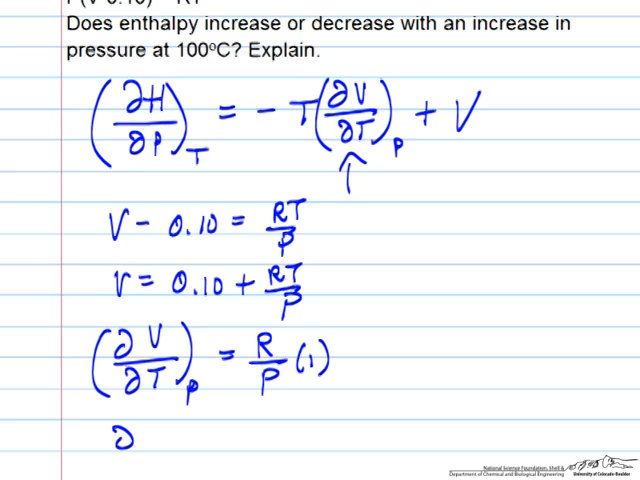 P(V-0.10) = RT
Does enthalpy increase or decrease with an increase in
pressure at 100°C? Explain.
(∂H/∂P)_T = - T(∂V/∂T)_P + V
↑
V - 0.10 = RT/P
V = 0.10 + RT/P
(∂V/∂T)_P = R/P (1)
∂
National Science Foundation, Shell &
Department of Chemical and Biological Engineering
University of Colorado Boulder